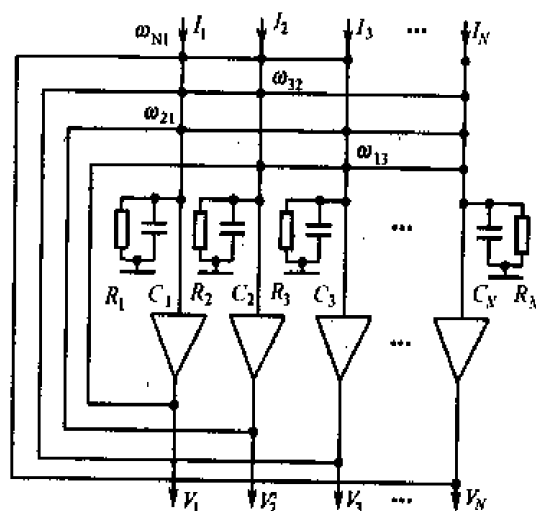 ω_N1 I_1 I_2 I_3 ... I_N
ω_32
ω_21
ω_13
...
R_1 C_1 R_2 C_2 R_3 C_3 C_N R_N
...
V_1 V_2 V_3 ... V_N